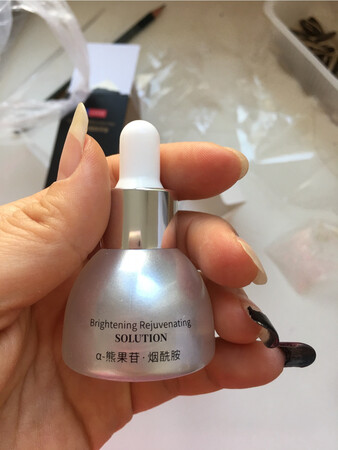 Brightening Rejuvenating
SOLUTION
α-熊果苷·烟酰胺